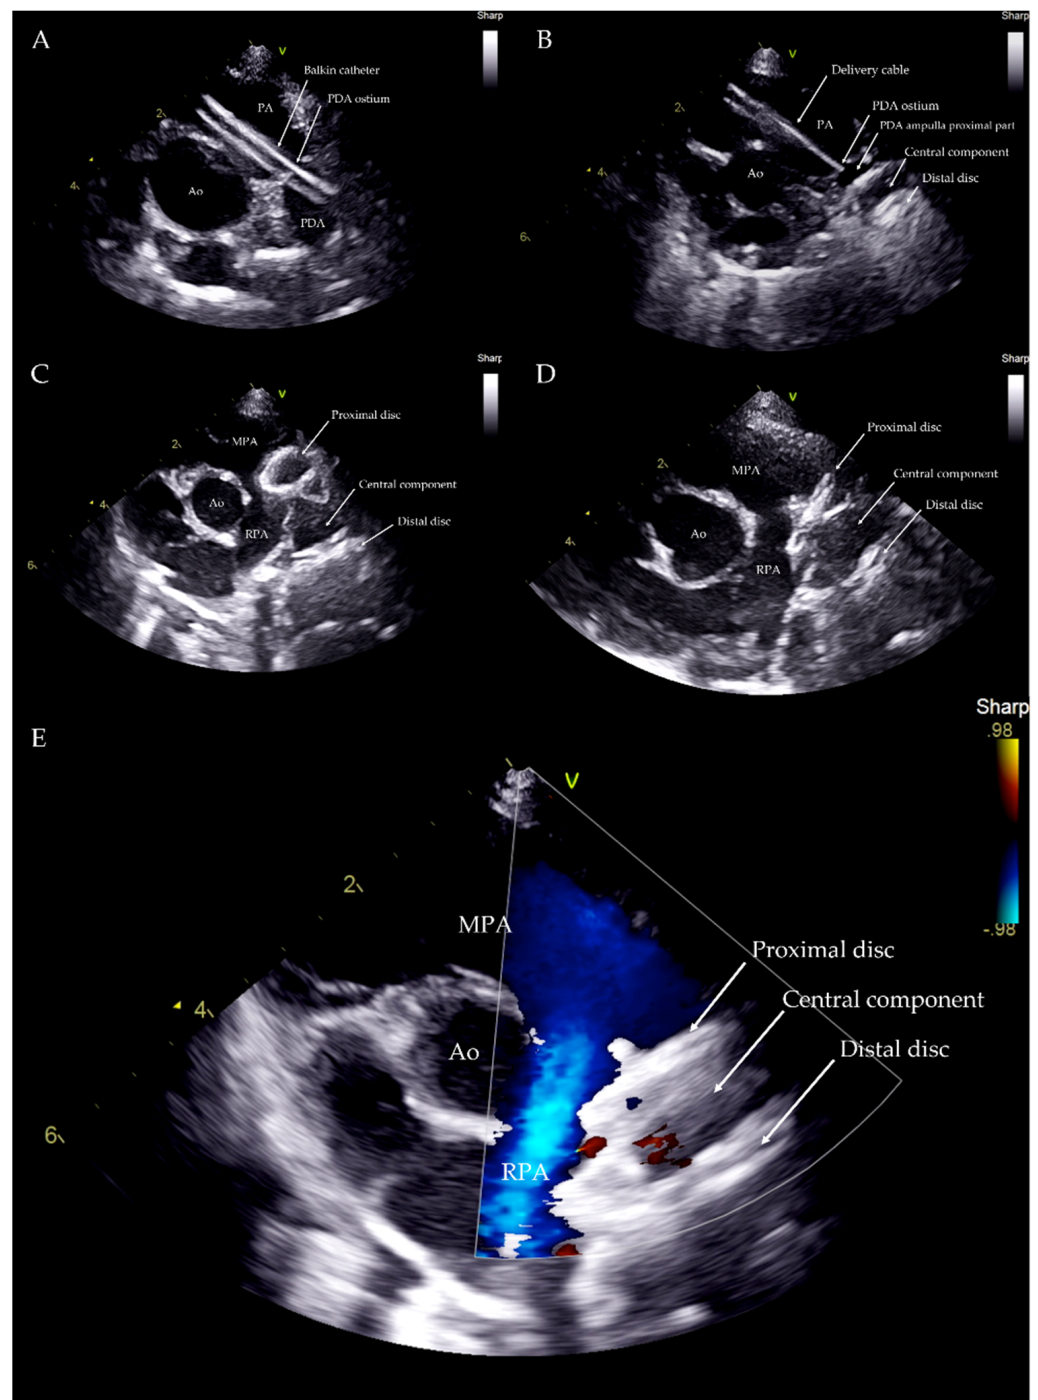 A
Sharp
V
Balkin catheter
PDA ostium
PA
2
4
Ao
PDA
B
Sharp
V
Delivery cable
2
PDA ostium
PA
PDA ampulla proximal part
Central component
4
Ao
Distal disc
6
C
Sharp
V
Proximal disc
MPA
2
Central component
4
Ao
Distal disc
RPA
6
D
Sharp
V
Proximal disc
MPA
2
Central component
Distal disc
Ao
4
RPA
E
Sharp
.98
V
2
-.98
MPA
Proximal disc
Central component
4
Ao
Distal disc
6
RPA